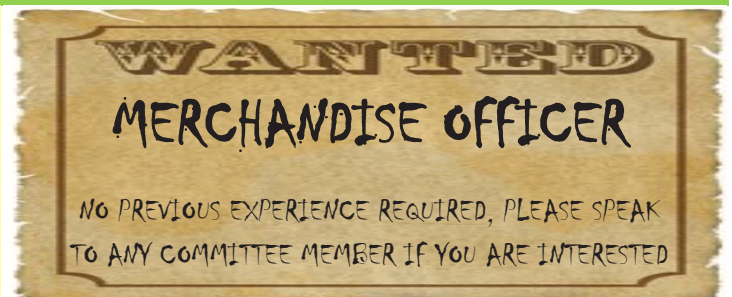 WANTED
MERCHANDISE OFFICER
NO PREVIOUS EXPERIENCE REQUIRED, PLEASE SPEAK
TO ANY COMMITTEE MEMBER IF YOU ARE INTERESTED